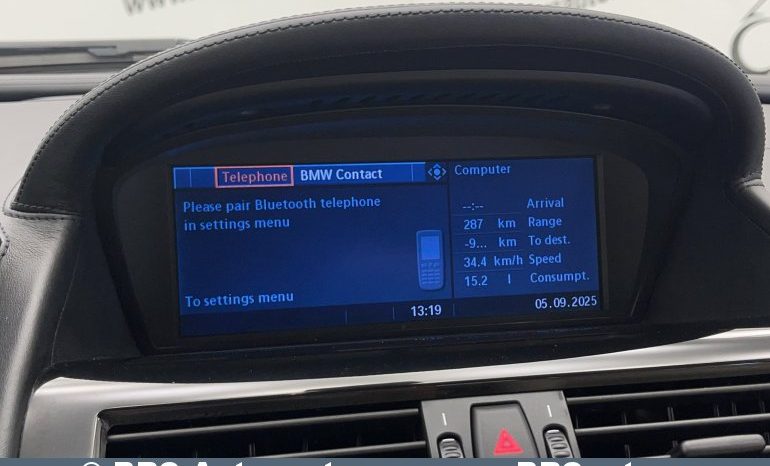 Telephone BMW Contact
Please pair Bluetooth telephone
in settings menu
To settings menu
13:19
Computer
--:-- Arrival
287 km Range
-9... km To dest.
34.4 km/h Speed
15.2 l Consumpt.
05.09.2025